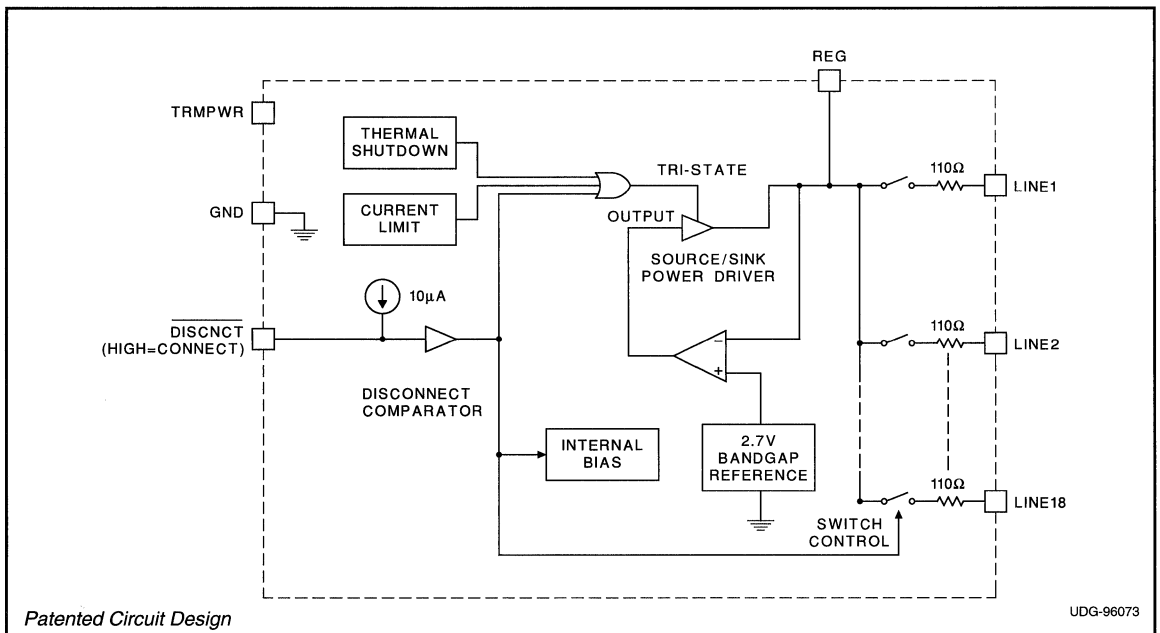 REG
TRMPWR
THERMAL
SHUTDOWN
TRI-STATE
110Ω
LINE1
GND
CURRENT
LIMIT
OUTPUT
SOURCE/SINK
POWER DRIVER
10µA
DISCNCT
(HIGH=CONNECT)
–
+
110Ω
LINE2
DISCONNECT
COMPARATOR
INTERNAL
BIAS
2.7V
BANDGAP
REFERENCE
110Ω
LINE18
SWITCH
CONTROL
Patented Circuit Design
UDG-96073